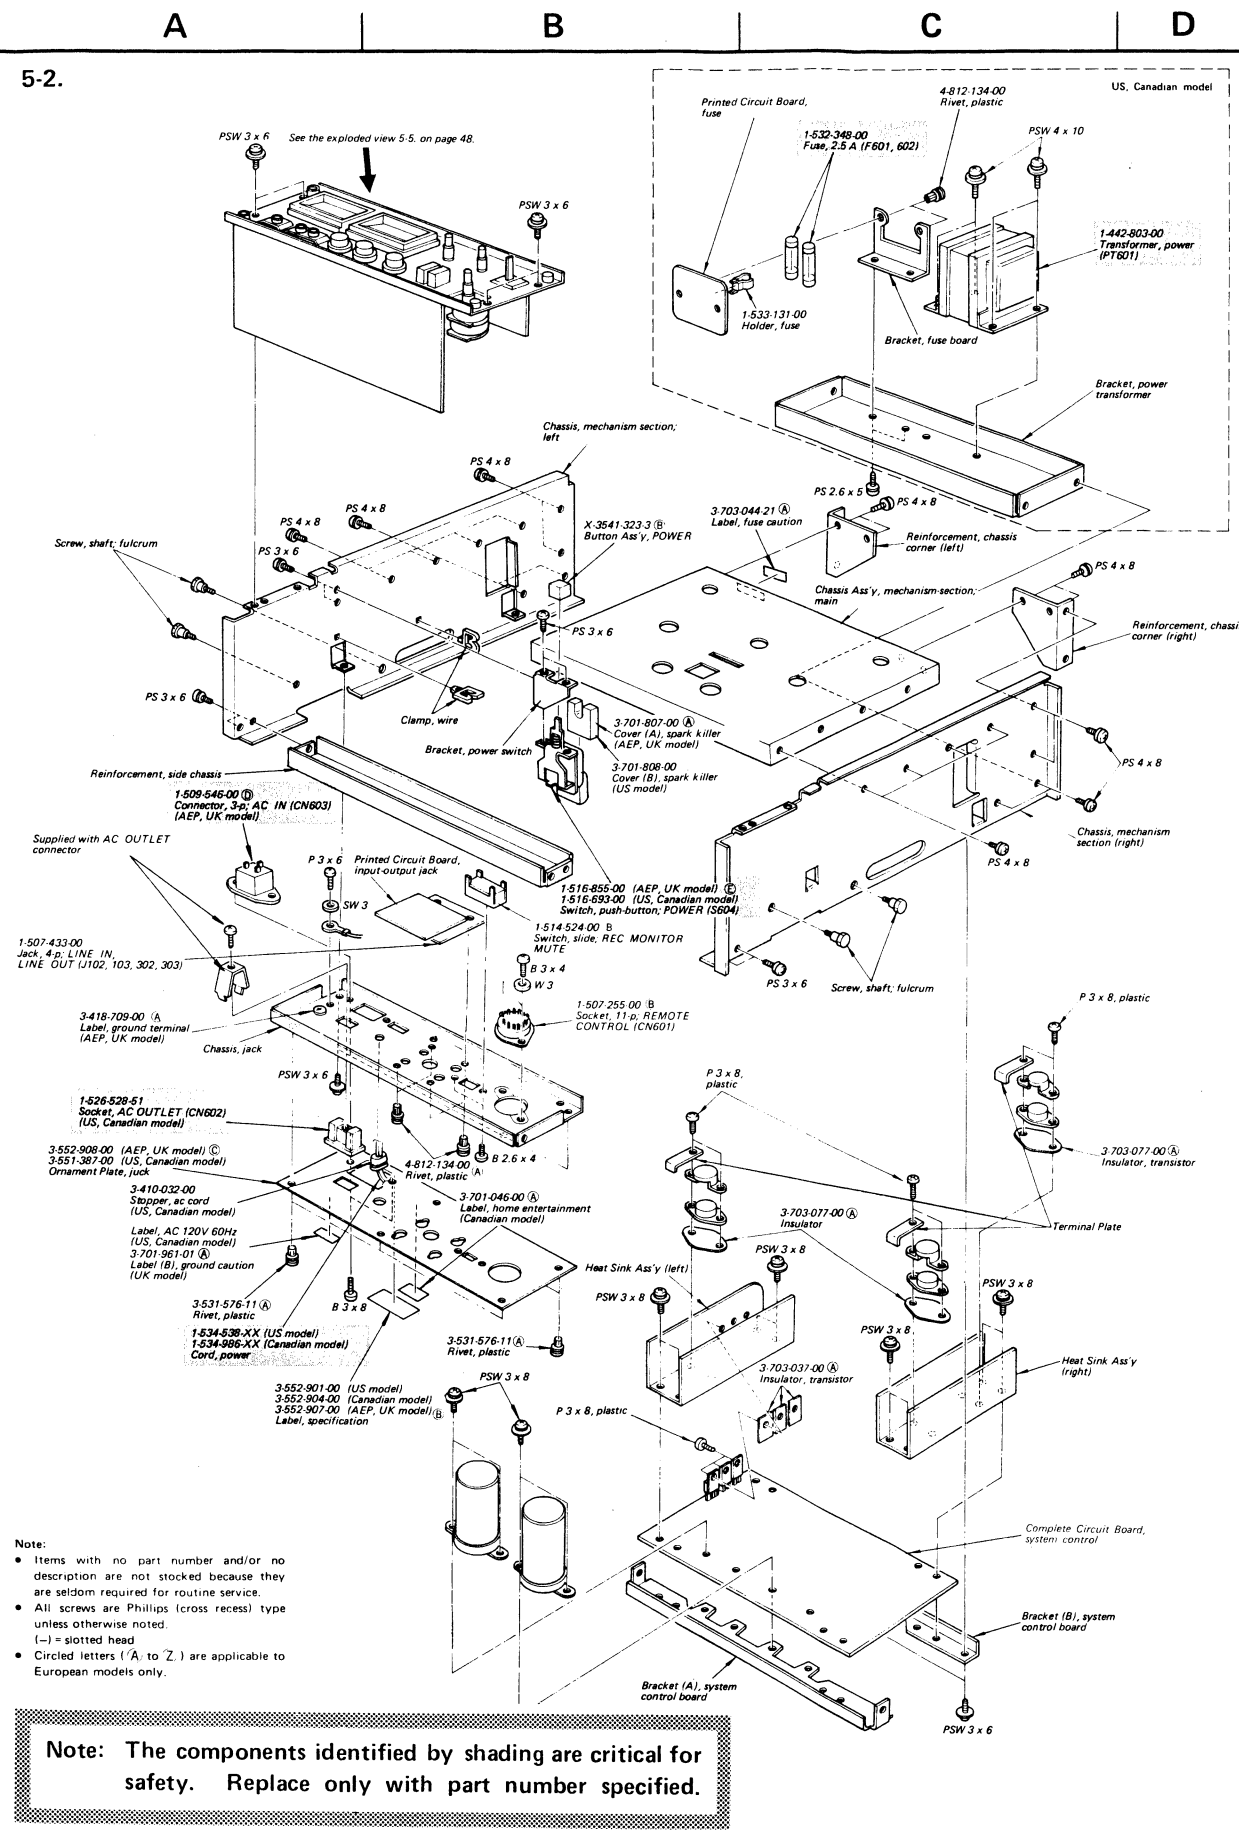 A
B
C
D
5-2.
US, Canadian model
PSW 3 x 6
See the exploded view 5-5. on page 48.
PSW 3 x 6
Printed Circuit Board,
fuse
1-532-348-00
Fuse, 2.5 A (F601, 602)
4-812-134-00
Rivet, plastic
PSW 4 x 10
1-442-803-00
Transformer, power
(PT601)
1-533-131-00
Holder, fuse
Bracket, fuse board
Bracket, power
transformer
PS 2.6 x 5
Chassis, mechanism section;
left
PS 4 x 8
PS 4 x 8
PS 4 x 8
PS 3 x 6
Screw, shaft; fulcrum
X-3541-323-3 Ⓑ
Button Ass'y, POWER
3-703-044-21 Ⓐ
Label, fuse caution
PS 4 x 8
Reinforcement, chassis
corner (left)
PS 4 x 8
Chassis Ass'y, mechanism section;
main
Reinforcement, chassis
corner (right)
PS 3 x 6
PS 3 x 6
Clamp, wire
Bracket, power switch
3-701-807-00 Ⓐ
Cover (A), spark killer
(AEP, UK model)
3-701-808-00
Cover (B), spark killer
(US model)
PS 4 x 8
Reinforcement, side chassis
1-509-546-00 Ⓓ
Connector, 3-p; AC IN (CN603)
(AEP, UK model)
Supplied with AC OUTLET
connector
P 3 x 6
SW 3
Printed Circuit Board,
input-output jack
1-516-855-00 (AEP, UK model) Ⓔ
1-516-693-00 (US, Canadian model)
Switch, push-button; POWER (S604)
1-514-524-00 B
Switch, slide, REC MONITOR
MUTE
Chassis, mechanism
section (right)
PS 4 x 8
PS 3 x 6
Screw, shaft; fulcrum
1-507-433-00
Jack, 4-p; LINE IN,
LINE OUT (J102, 103, 302, 303)
B 3 x 4
W 3
1-507-255-00 Ⓑ
Socket, 11-p; REMOTE
CONTROL (CN601)
3-418-709-00 Ⓐ
Label, ground terminal
(AEP, UK model)
Chassis, jack
PSW 3 x 6
P 3 x 8, plastic
P 3 x 8,
plastic
1-526-528-51
Socket, AC OUTLET (CN602)
(US, Canadian model)
3-552-908-00 (AEP, UK model) Ⓒ
3-551-387-00 (US, Canadian model)
Ornament Plate, juck
3-410-032-00
Stopper, ac cord
(US, Canadian model)
4-812-134-00
Rivet, plastic Ⓐ
B 2.6 x 4
3-701-046-00 Ⓐ
Label, home entertainment
(Canadian model)
3-703-077-00 Ⓐ
Insulator, transistor
3-703-077-00 Ⓐ
Insulator
Terminal Plate
Label, AC 120V 60Hz
(US, Canadian model)
3-701-961-01 Ⓐ
Label (B), ground caution
(UK model)
3-531-576-11 Ⓐ
Rivet, plastic
B 3 x 8
1-534-538-XX (US model)
1-534-986-XX (Canadian model)
Cord, power
3-531-576-11 Ⓐ
Rivet, plastic
PSW 3 x 8
Heat Sink Ass'y (left)
PSW 3 x 8
PSW 3 x 8
PSW 3 x 8
Heat Sink Ass'y
(right)
3-552-901-00 (US model)
3-552-904-00 (Canadian model)
3-552-907-00 (AEP, UK model) Ⓑ
Label, specification
PSW 3 x 8
3-703-037-00 Ⓐ
Insulator, transistor
P 3 x 8, plastic
Complete Circuit Board,
system control
Bracket (B), system
control board
Bracket (A), system
control board
PSW 3 x 6
Note:
● Items with no part number and/or no
description are not stocked because they
are seldom required for routine service.
● All screws are Phillips (cross recess) type
unless otherwise noted.
(–) = slotted head
● Circled letters (Ⓐ to Ⓩ) are applicable to
European models only.
Note: The components identified by shading are critical for
safety. Replace only with part number specified.